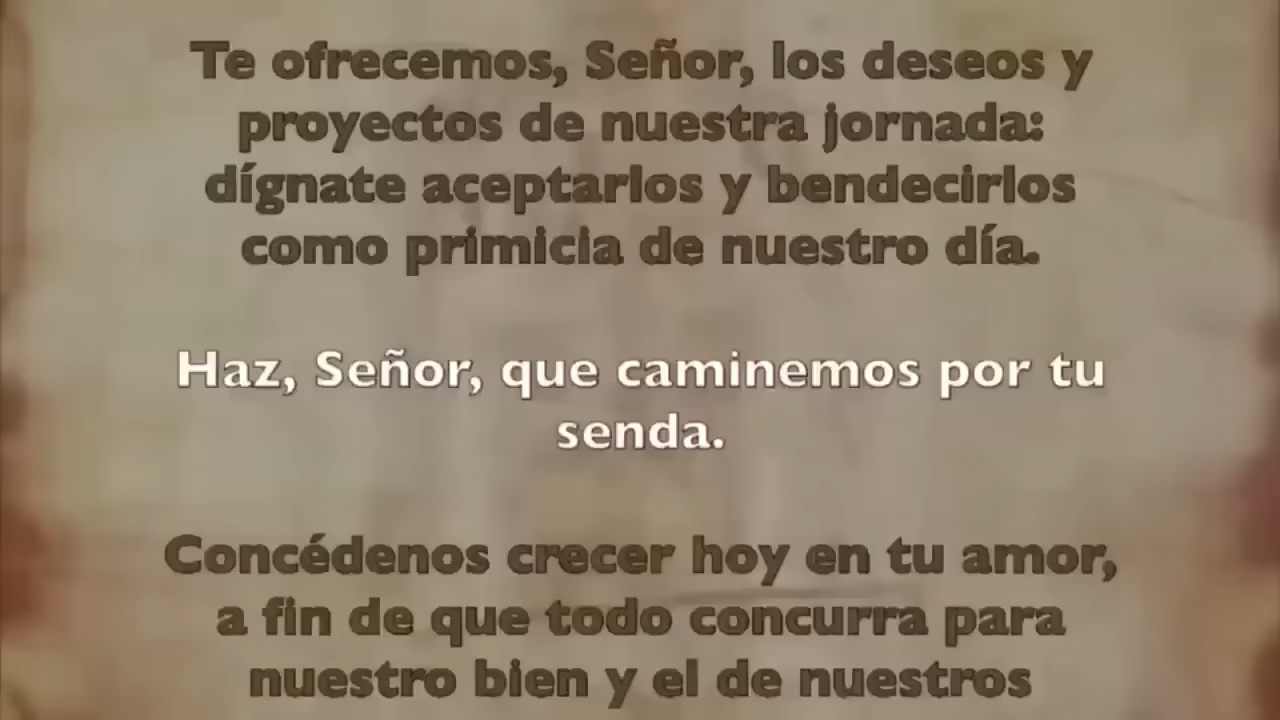 Te ofrecemos, Señor, los deseos y
proyectos de nuestra jornada:
dígnate aceptarlos y bendecirlos
como primicia de nuestro día.
Haz, Señor, que caminemos por tu
senda.
Concédenos crecer hoy en tu amor,
a fin de que todo concurra para
nuestro bien y el de nuestros